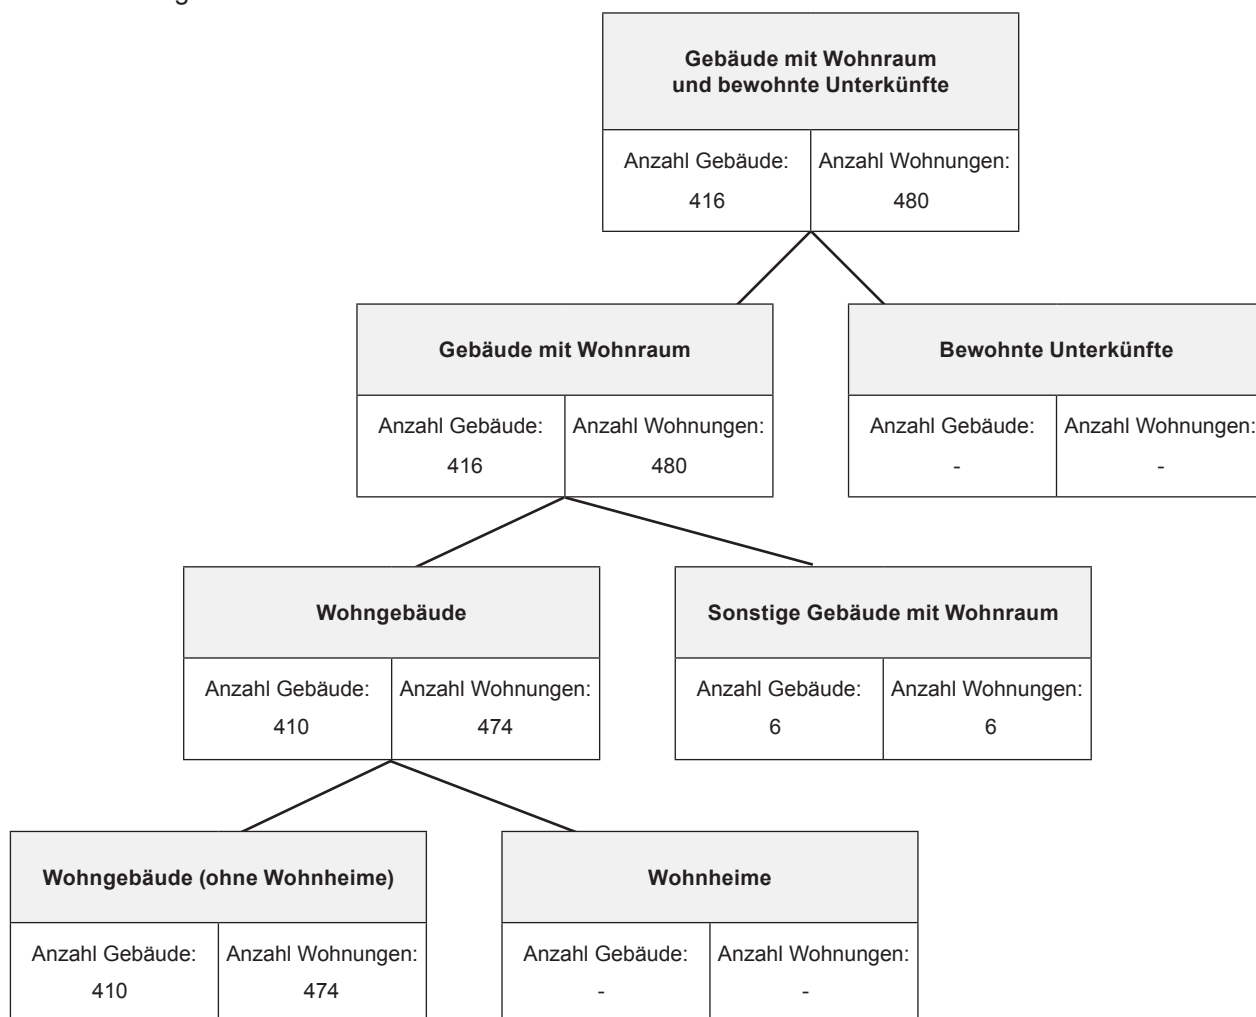 Gebäude mit Wohnraum
und bewohnte Unterkünfte
Anzahl Gebäude: Anzahl Wohnungen:
416 480
Gebäude mit Wohnraum Bewohnte Unterkünfte
Anzahl Gebäude: Anzahl Wohnungen: Anzahl Gebäude: Anzahl Wohnungen:
416 480 - -
Wohngebäude Sonstige Gebäude mit Wohnraum
Anzahl Gebäude: Anzahl Wohnungen: Anzahl Gebäude: Anzahl Wohnungen:
410 474 6 6
Wohngebäude (ohne Wohnheime) Wohnheime
Anzahl Gebäude: Anzahl Wohnungen: Anzahl Gebäude: Anzahl Wohnungen:
410 474 - -